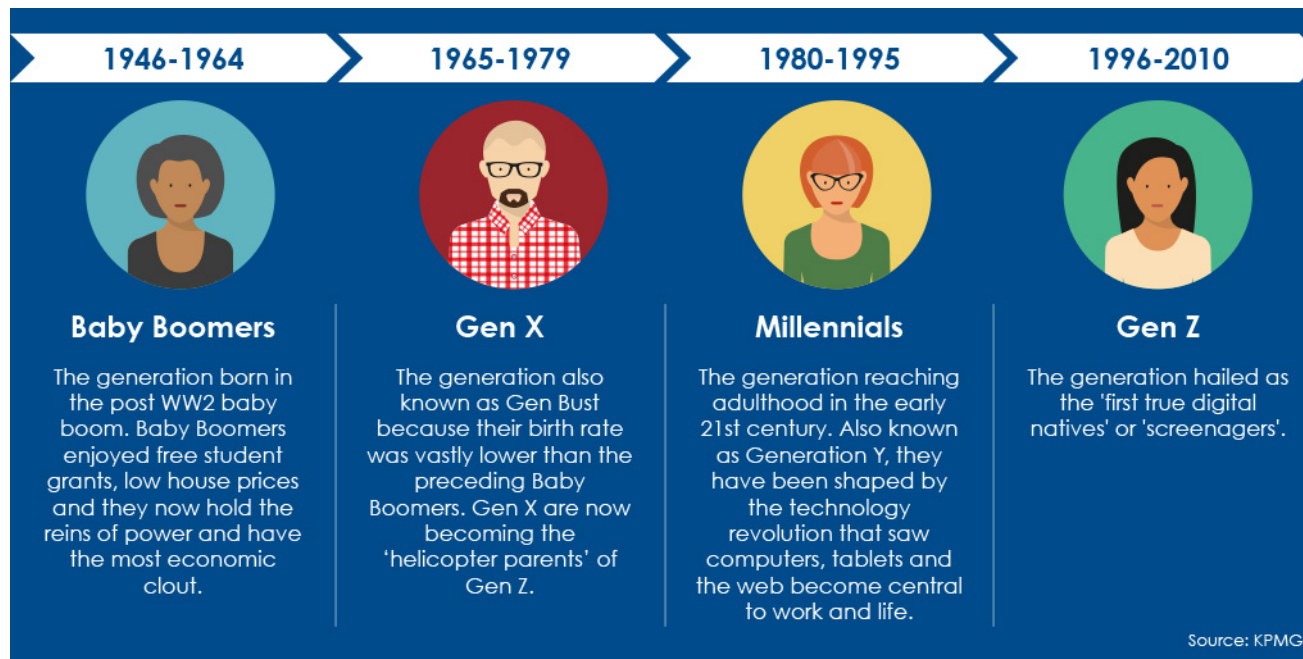 1946-1964
1965-1979
1980-1995
1996-2010
Baby Boomers
The generation born in
the post WW2 baby
boom. Baby Boomers
enjoyed free student
grants, low house prices
and they now hold the
reins of power and have
the most economic
clout.
Gen X
The generation also
known as Gen Bust
because their birth rate
was vastly lower than the
preceding Baby
Boomers. Gen X are now
becoming the
‘helicopter parents’ of
Gen Z.
Millennials
The generation reaching
adulthood in the early
21st century. Also known
as Generation Y, they
have been shaped by
the technology
revolution that saw
computers, tablets and
the web become central
to work and life.
Gen Z
The generation hailed as
the 'first true digital
natives' or 'screenagers'.
Source: KPMG